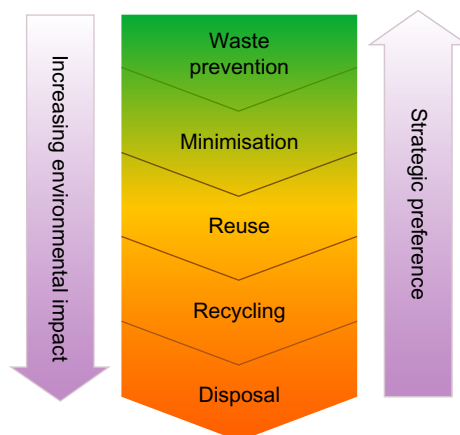 Increasing environmental impact
Waste
prevention
Minimisation
Reuse
Recycling
Disposal
Strategic preference